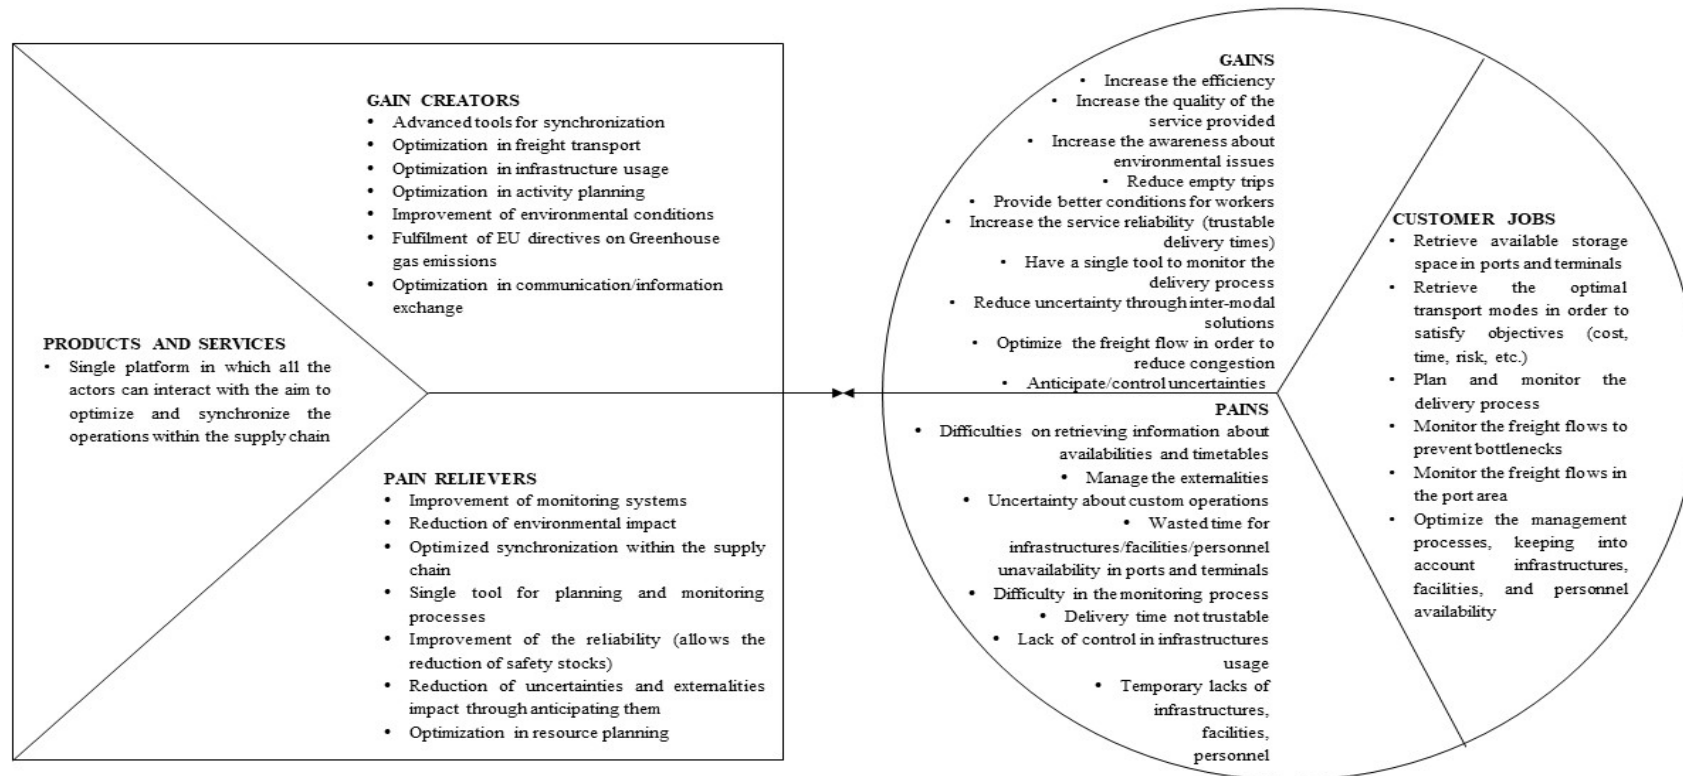 GAIN CREATORS
• Advanced tools for synchronization
• Optimization in freight transport
• Optimization in infrastructure usage
• Optimization in activity planning
• Improvement of environmental conditions
• Fulfilment of EU directives on Greenhouse
gas emissions
• Optimization in communication/information
exchange
PRODUCTS AND SERVICES
• Single platform in which all the
actors can interact with the aim to
optimize and synchronize the
operations within the supply chain
PAIN RELIEVERS
• Improvement of monitoring systems
• Reduction of environmental impact
• Optimized synchronization within the supply
chain
• Single tool for planning and monitoring
processes
• Improvement of the reliability (allows the
reduction of safety stocks)
• Reduction of uncertainties and externalities
impact through anticipating them
• Optimization in resource planning
GAINS
• Increase the efficiency
• Increase the quality of the
service provided
• Increase the awareness about
environmental issues
• Reduce empty trips
• Provide better conditions for workers
• Increase the service reliability (trustable
delivery times)
• Have a single tool to monitor the
delivery process
• Reduce uncertainty through inter-modal
solutions
• Optimize the freight flow in order to
reduce congestion
• Anticipate/control uncertainties
PAINS
• Difficulties on retrieving information about
availabilities and timetables
• Manage the externalities
• Uncertainty about custom operations
• Wasted time for
infrastructures/facilities/personnel
unavailability in ports and terminals
• Difficulty in the monitoring process
• Delivery time not trustable
• Lack of control in infrastructures
usage
• Temporary lacks of
infrastructures,
facilities,
personnel
CUSTOMER JOBS
• Retrieve available storage
space in ports and terminals
• Retrieve the optimal
transport modes in order to
satisfy objectives (cost,
time, risk, etc.)
• Plan and monitor the
delivery process
• Monitor the freight flows to
prevent bottlenecks
• Monitor the freight flows in
the port area
• Optimize the management
processes, keeping into
account infrastructures,
facilities, and personnel
availability